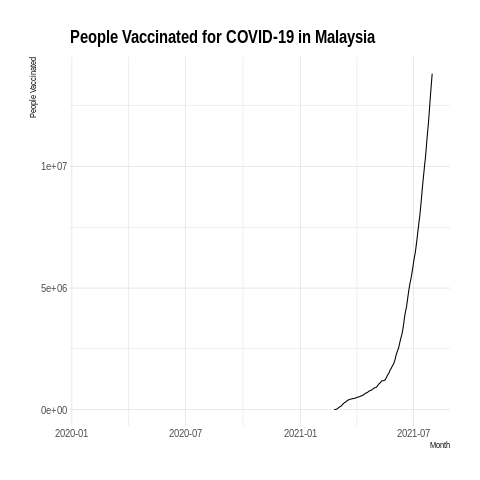 People Vaccinated for COVID-19 in Malaysia
People Vaccinated
1e+07
5e+06
0e+00
2020-01 2020-07 2021-01 2021-07
Month